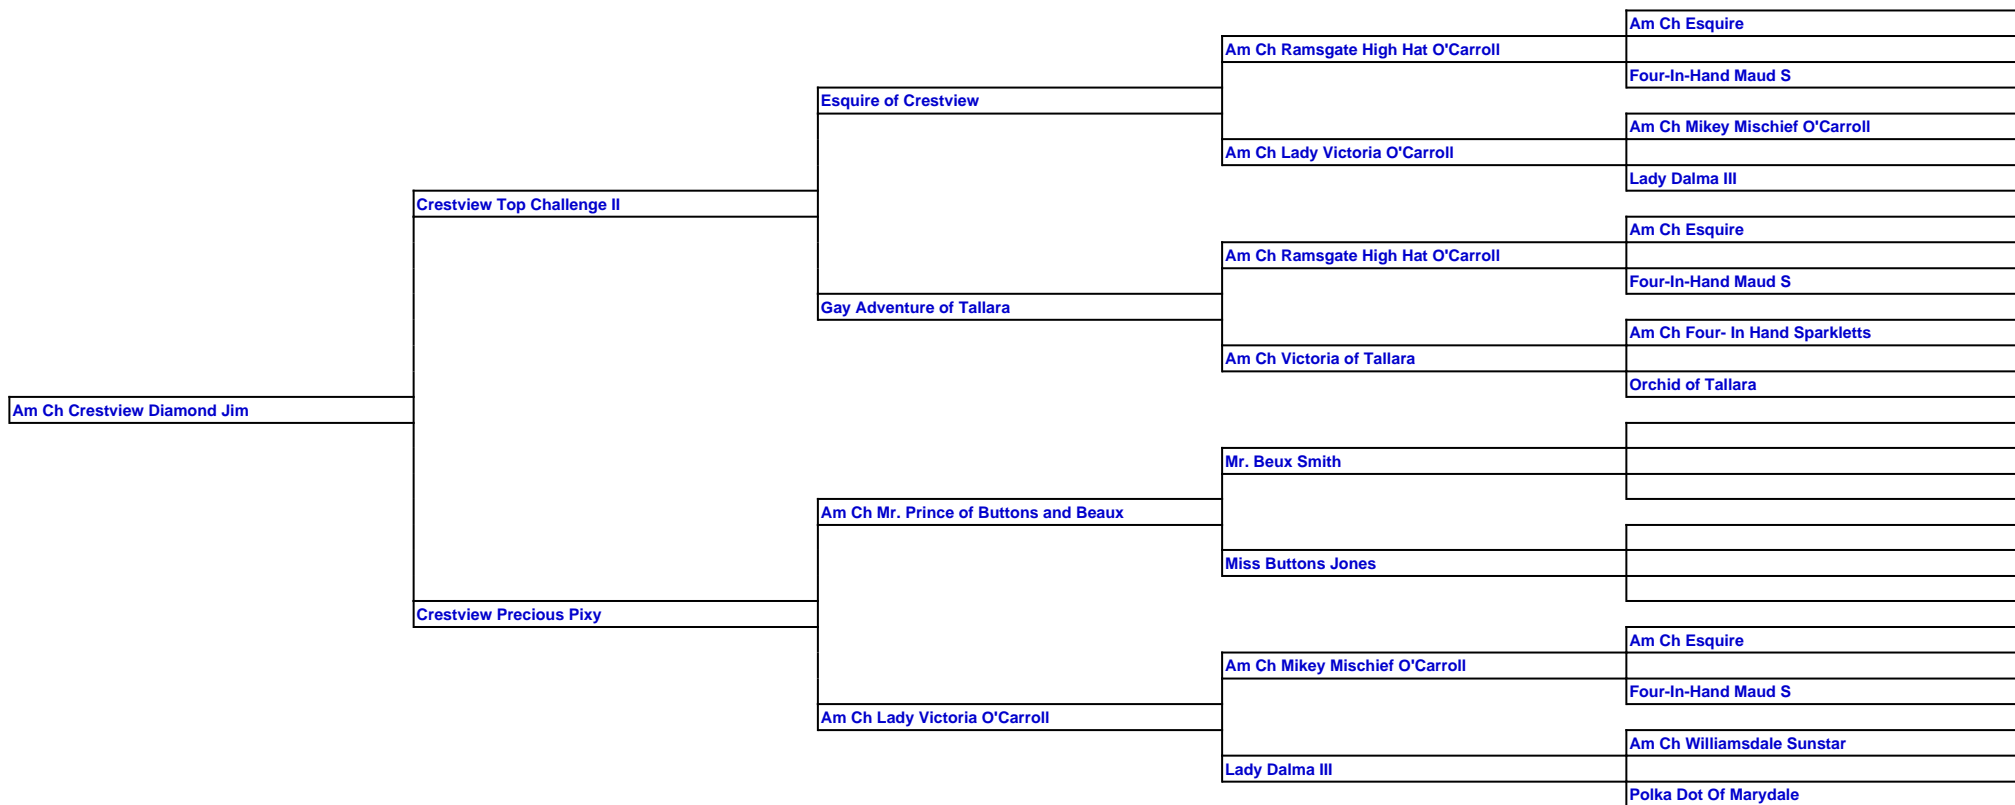 Am Ch Esquire
Am Ch Ramsgate High Hat O'Carroll
Four-In-Hand Maud S
Esquire of Crestview
Am Ch Mikey Mischief O'Carroll
Am Ch Lady Victoria O'Carroll
Lady Dalma III
Crestview Top Challenge II
Am Ch Esquire
Am Ch Ramsgate High Hat O'Carroll
Four-In-Hand Maud S
Gay Adventure of Tallara
Am Ch Four- In Hand Sparkletts
Am Ch Victoria of Tallara
Orchid of Tallara
Am Ch Crestview Diamond Jim
Mr. Beux Smith
Am Ch Mr. Prince of Buttons and Beaux
Miss Buttons Jones
Crestview Precious Pixy
Am Ch Esquire
Am Ch Mikey Mischief O'Carroll
Four-In-Hand Maud S
Am Ch Lady Victoria O'Carroll
Am Ch Williamsdale Sunstar
Lady Dalma III
Polka Dot Of Marydale